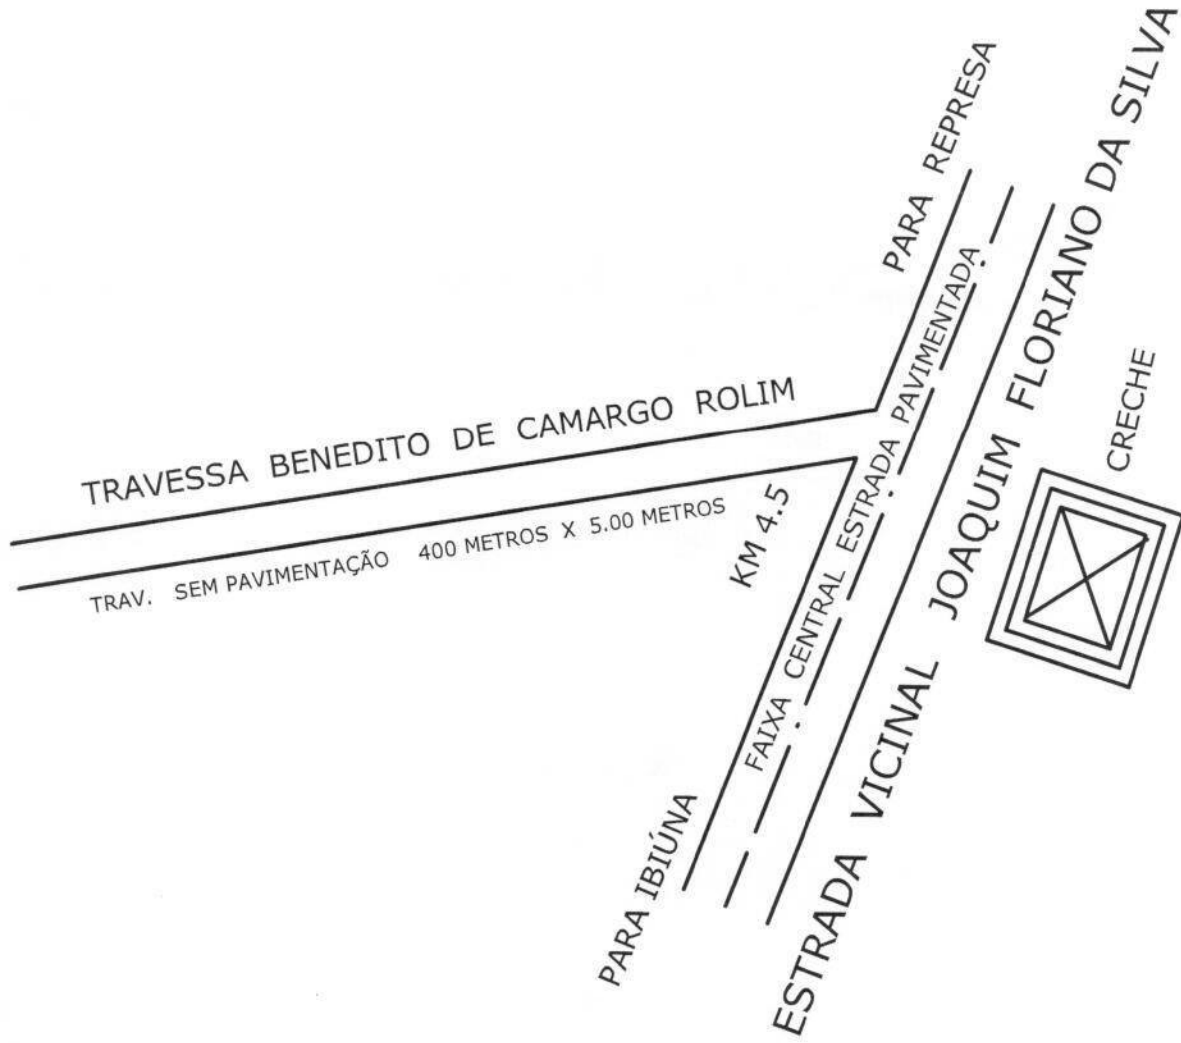 PARA REPRESA
ESTRADA VICINAL JOAQUIM FLORIANO DA SILVA
FAIXA CENTRAL ESTRADA PAVIMENTADA
CRECHE
TRAVESSA BENEDITO DE CAMARGO ROLIM
TRAV. SEM PAVIMENTAÇÃO 400 METROS X 5.00 METROS
KM 4.5
PARA IBIÚNA